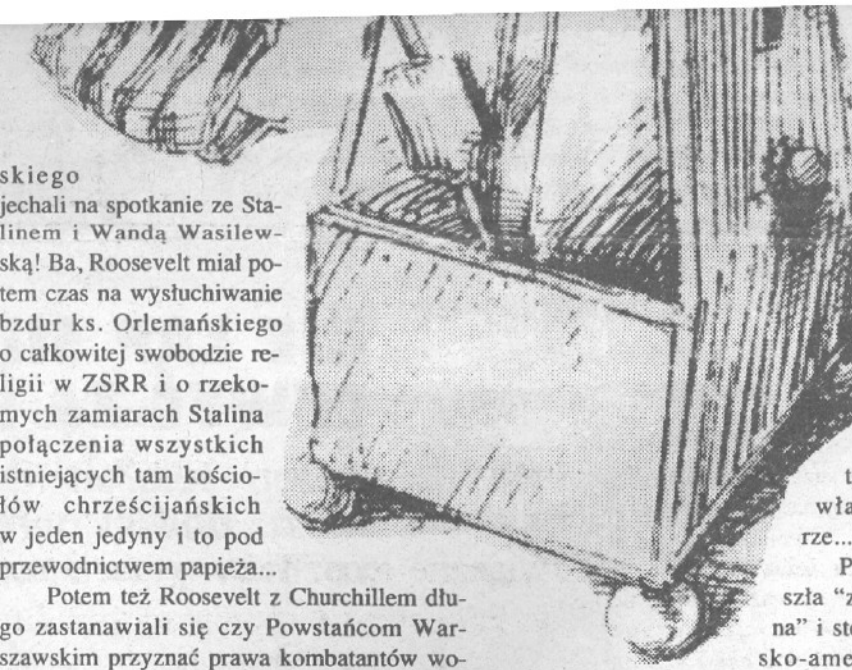 skiego
jechali na spotkanie ze Sta-
linem i Wandą Wasilew-
ską! Ba, Roosevelt miał po-
tem czas na wysłuchiwanie
bzdur ks. Orlemańskiego
o całkowitej swobodzie re-
ligii w ZSRR i o rzeko-
mych zamiarach Stalina
połączenia wszystkich
istniejących tam kościo-
łów chrześcijańskich
w jeden jedyny i to pod
przewodnictwem papieża...
Potem też Roosevelt z Churchillem dłu-
go zastanawiali się czy Powstańcom War-
szawskim przyznać prawa kombatantów wo-
t
wła
rze...
P
szła "z
na" i st
sko-ame